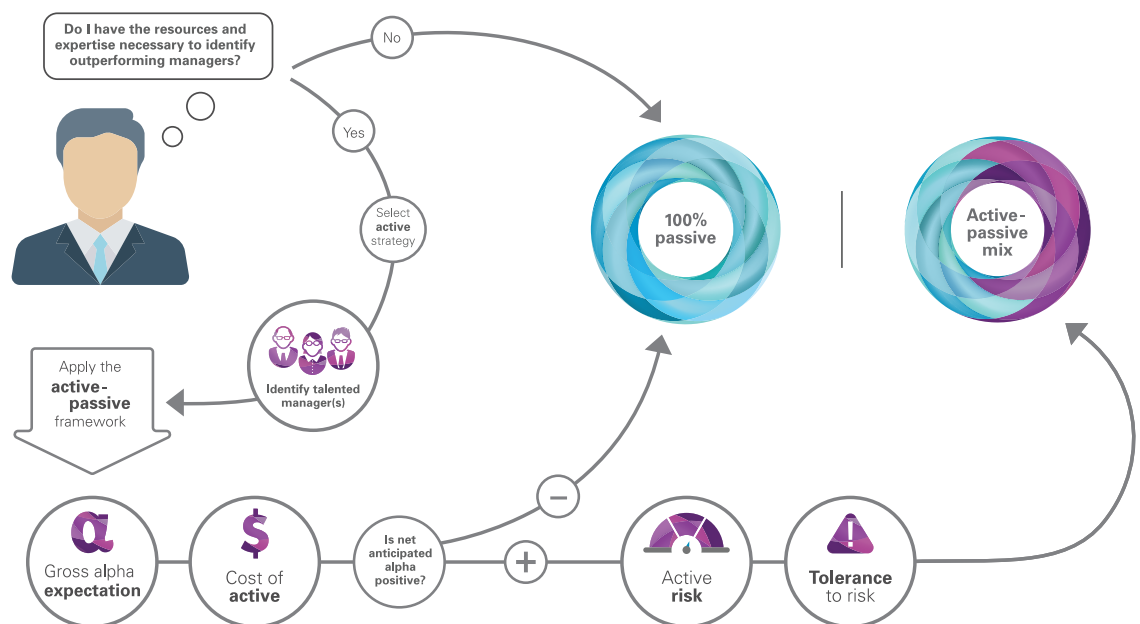 Do I have the resources and
expertise necessary to identify
outperforming managers?
No
Yes
Select
active
strategy
Identify talented
manager(s)
Apply the
active-
passive
framework
100%
passive
Active-
passive
mix
α
Gross alpha
expectation
$
Cost of
active
Is net
anticipated
alpha
positive?
−
+
Active
risk
!
Tolerance
to risk